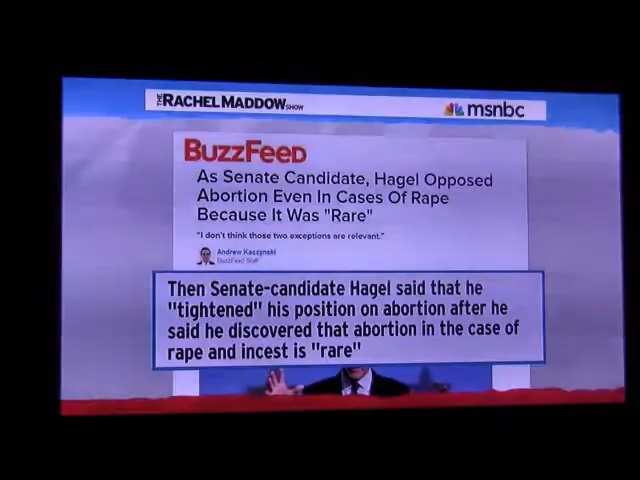 THE RACHEL MADDOW SHOW
msnbc
BUZZFEED
As Senate Candidate, Hagel Opposed
Abortion Even In Cases Of Rape
Because It Was "Rare"
"I don't think those two exceptions are relevant."
Andrew Kaczynski
BuzzFeed Staff
Then Senate-candidate Hagel said that he
"tightened" his position on abortion after he
said he discovered that abortion in the case of
rape and incest is "rare"